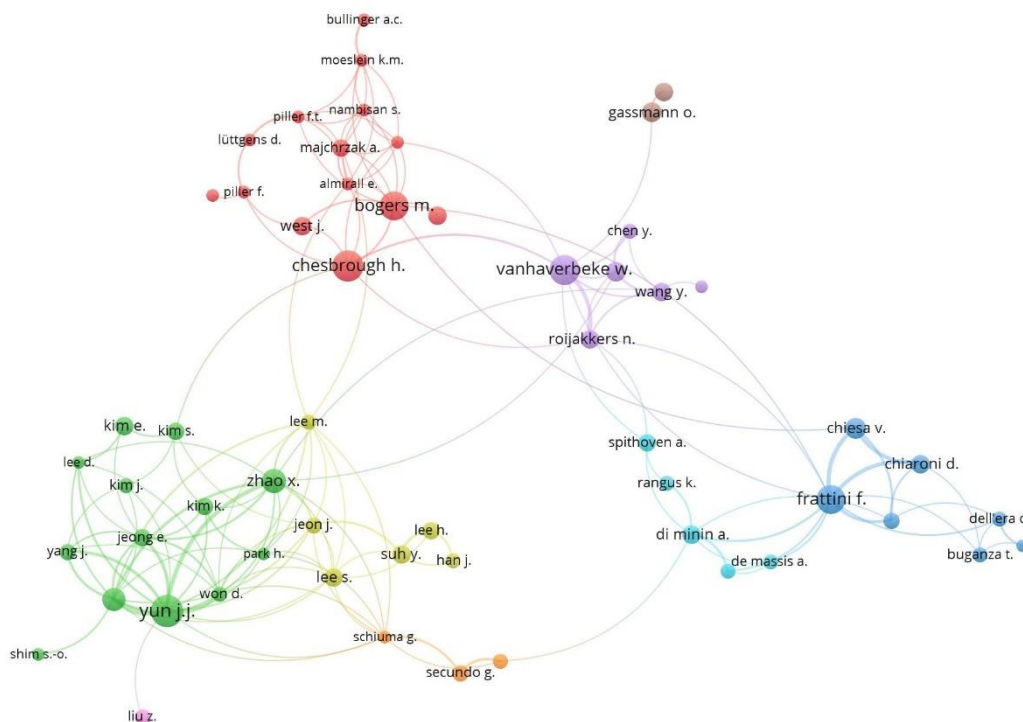 bullinger a.c.
moeslein k.m.
nambisan s.
piller f.t.
lüttgens d.
majchrzak a.
almirall e.
piller f.
bogers m.
west j.
chesbrough h.
gassmann o.
chen y.
vanhaverbeke w.
wang y.
roijakkers n.
kim e.
kim s.
lee m.
lee d.
kim j.
zhao x.
kim k.
jeon j.
lee h.
yang j.
jeong e.
park h.
suh y.
han j.
lee s.
won d.
yun j.j.
shim s.-o.
liu z.
schiuma g.
secundo g.
spithoven a.
rangus k.
di minin a.
de massis a.
chiesa v.
chiaroni d.
frattini f.
buganza t.